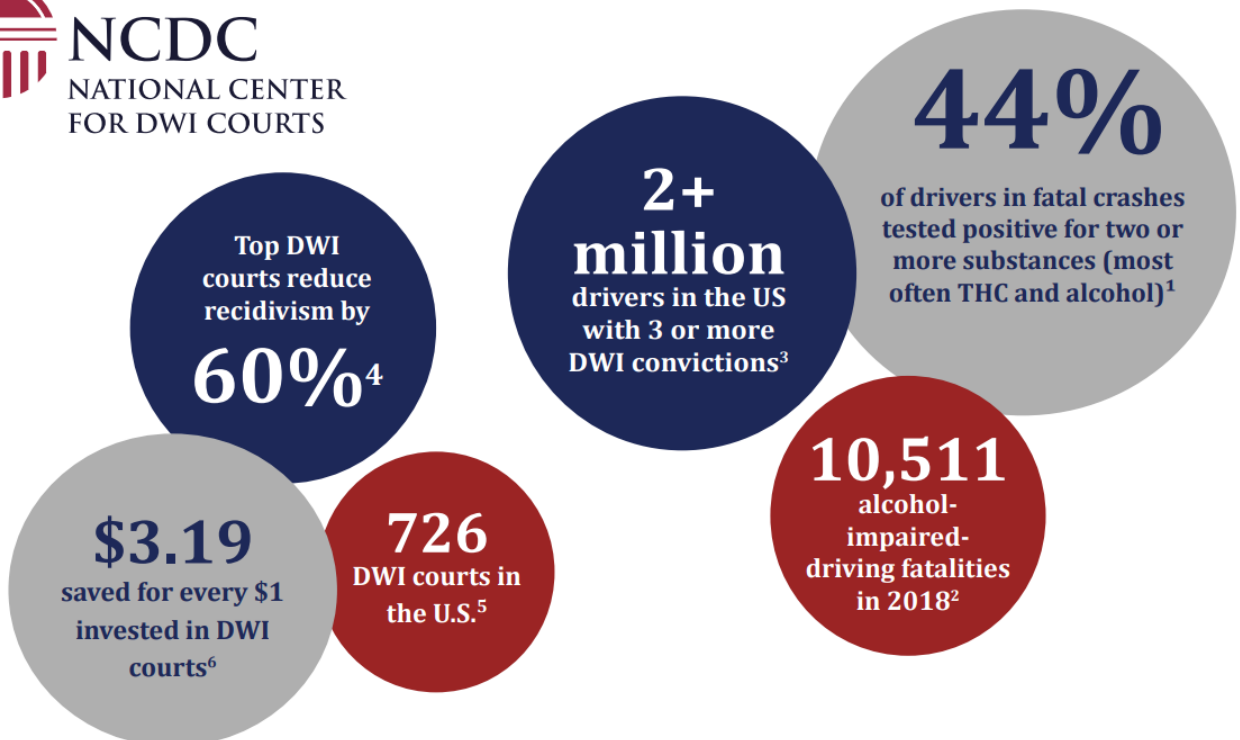 NCDC
NATIONAL CENTER
FOR DWI COURTS
Top DWI
courts reduce
recidivism by
60%⁴
$3.19
saved for every $1
invested in DWI
courts⁶
726
DWI courts in
the U.S.⁵
2+
million
drivers in the US
with 3 or more
DWI convictions³
44%
of drivers in fatal crashes
tested positive for two or
more substances (most
often THC and alcohol)¹
10,511
alcohol-
impaired-
driving fatalities
in 2018²